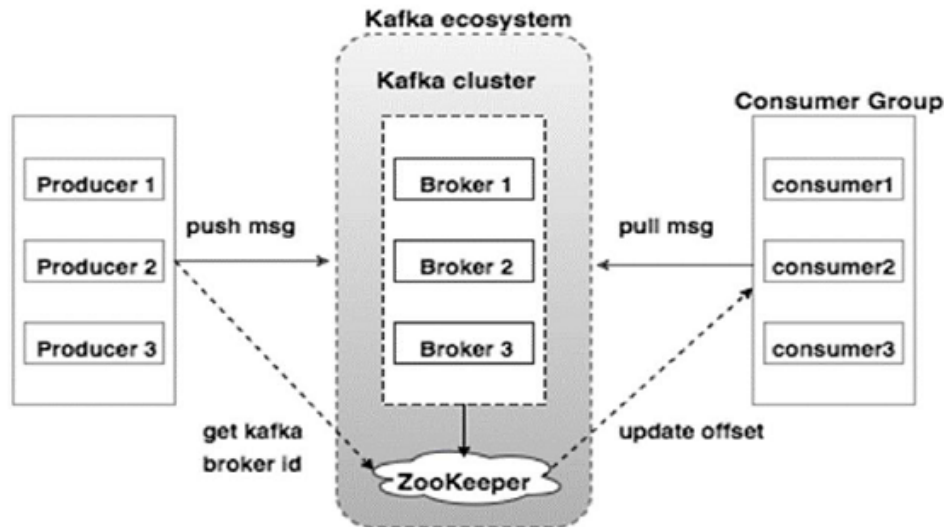 Kafka ecosystem
Kafka cluster
Consumer Group
Producer 1
Producer 2
Producer 3
push msg
Broker 1
Broker 2
Broker 3
pull msg
consumer1
consumer2
consumer3
get kafka
broker id
ZooKeeper
update offset